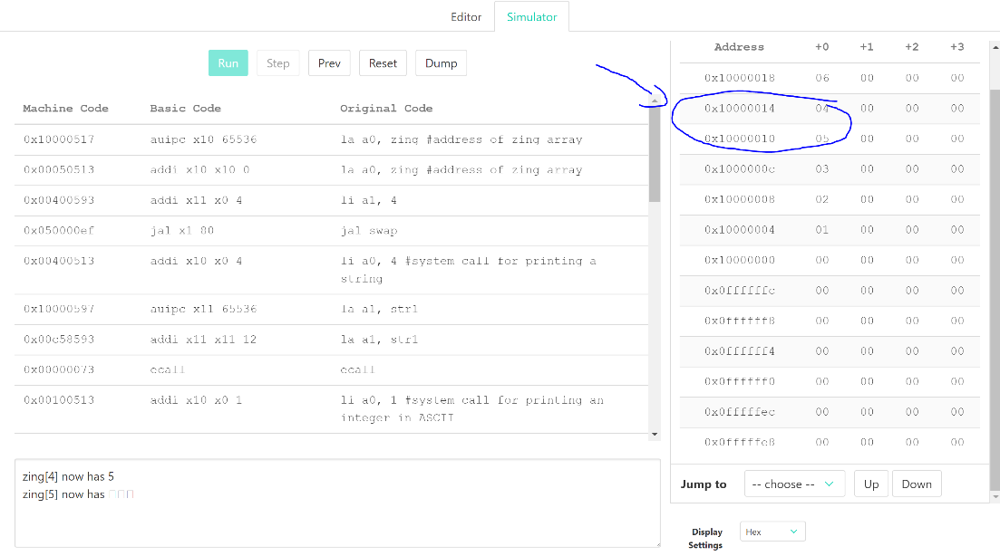 Editor Simulator
Run Step Prev Reset Dump
Machine Code Basic Code Original Code
0x10000517 auipc x10 65536 la a0, zing #address of zing array
0x00050513 addi x10 x10 0 la a0, zing #address of zing array
0x00400593 addi x11 x0 4 li a1, 4
0x050000ef jal x1 80 jal swap
0x00400513 addi x10 x0 4 li a0, 4 #system call for printing a
string
0x10000597 auipc x11 65536 la a1, str1
0x00c58593 addi x11 x11 12 la a1, str1
0x00000073 ecall ecall
0x00100513 addi x10 x0 1 li a0, 1 #system call for printing an
integer in ASCII
zing[4] now has 5
zing[5] now has
Address +0 +1 +2 +3
0x10000018 06 00 00 00
0x10000014 04 00 00 00
0x10000010 05 00 00 00
0x1000000c 03 00 00 00
0x10000008 02 00 00 00
0x10000004 01 00 00 00
0x10000000 00 00 00 00
0x0ffffffc 00 00 00 00
0x0ffffff8 00 00 00 00
0x0ffffff4 00 00 00 00
0x0ffffff0 00 00 00 00
0x0fffffec 00 00 00 00
0x0fffffe8 00 00 00 00
Jump to -- choose -- Up Down
Display
Settings
Hex